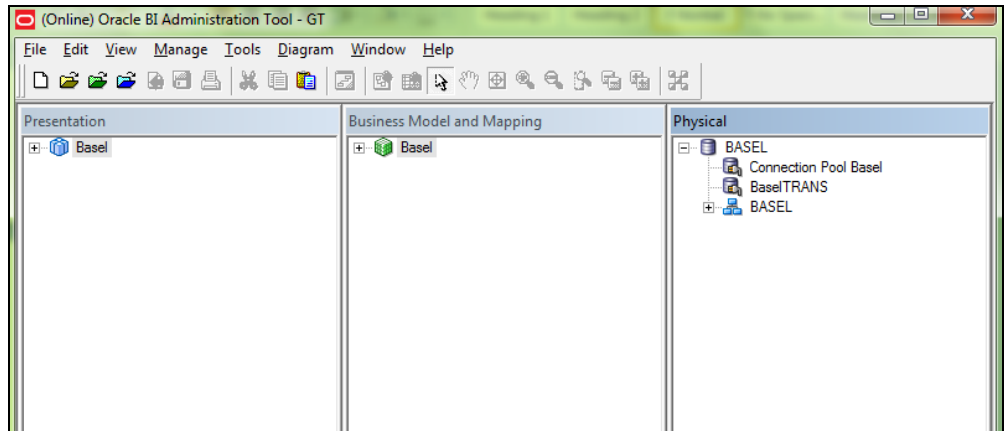 (Online) Oracle BI Administration Tool - GT
File Edit View Manage Tools Diagram Window Help
Presentation
Basel
Business Model and Mapping
Basel
Physical
BASEL
Connection Pool Basel
BaselTRANS
BASEL